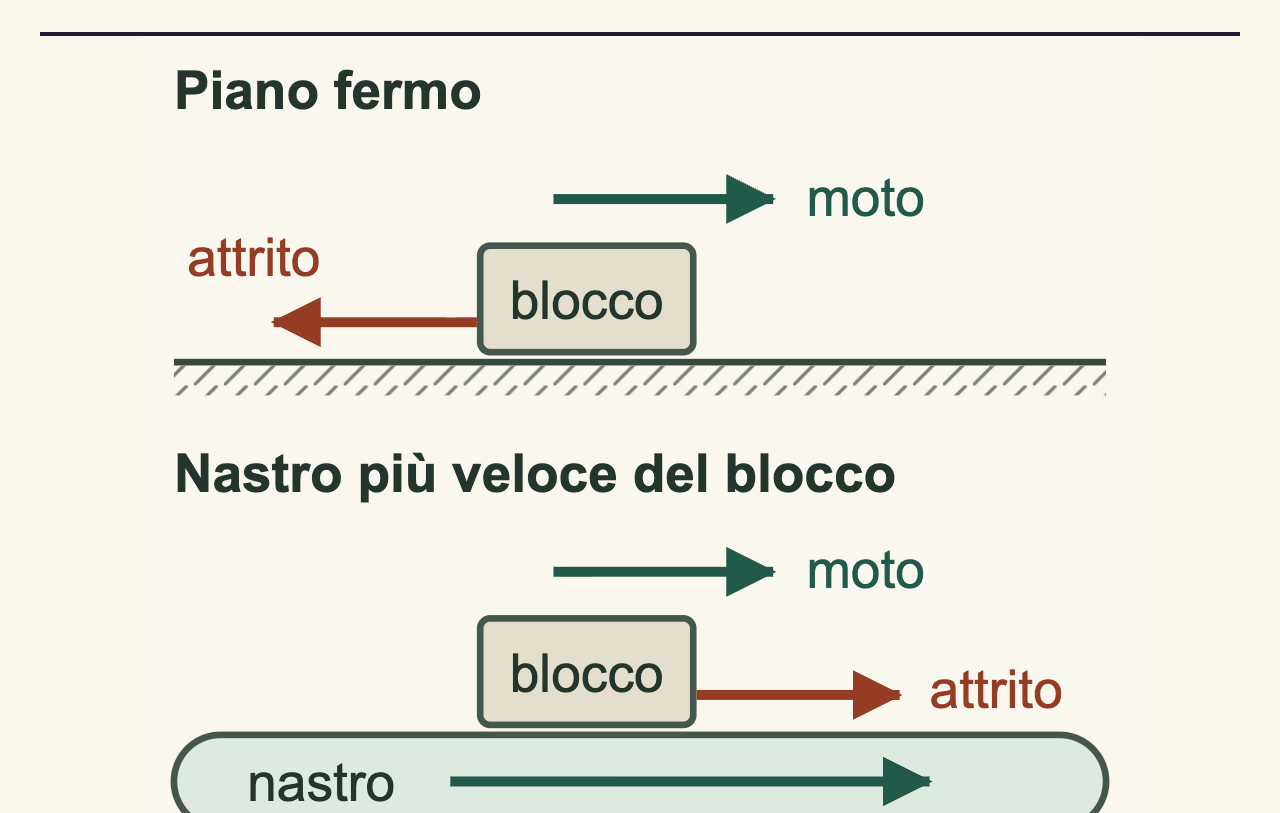 Piano fermo
moto
attrito
blocco
Nastro più veloce del blocco
moto
blocco
attrito
nastro